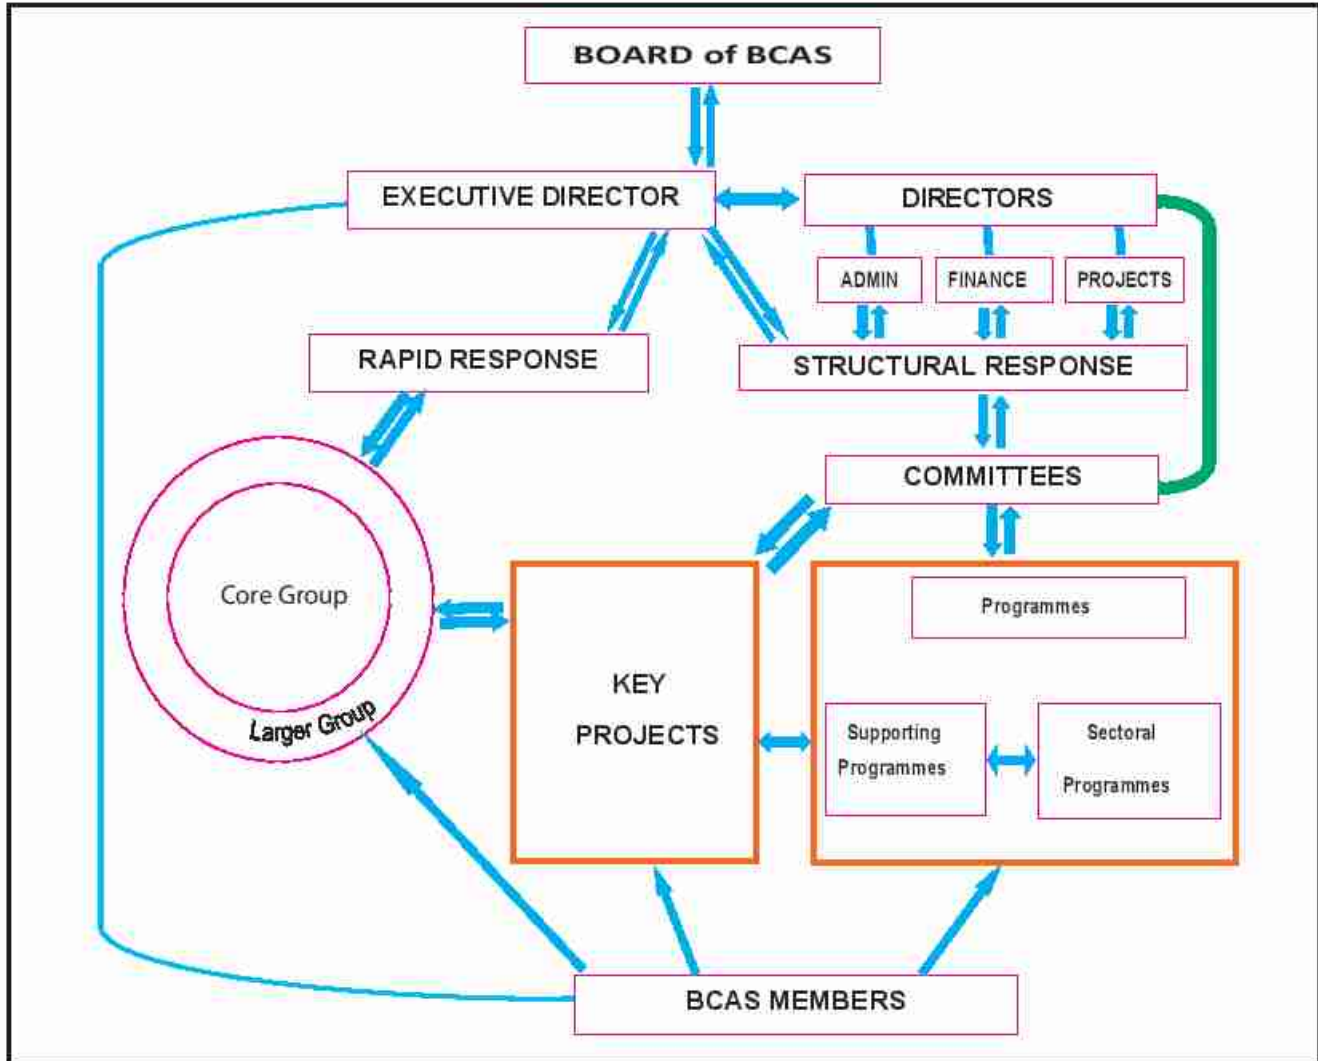 BOARD of BCAS
EXECUTIVE DIRECTOR
DIRECTORS
ADMIN
FINANCE
PROJECTS
RAPID RESPONSE
STRUCTURAL RESPONSE
COMMITTEES
Core Group
Larger Group
KEY
PROJECTS
Programmes
Supporting
Programmes
Sectoral
Programmes
BCAS MEMBERS